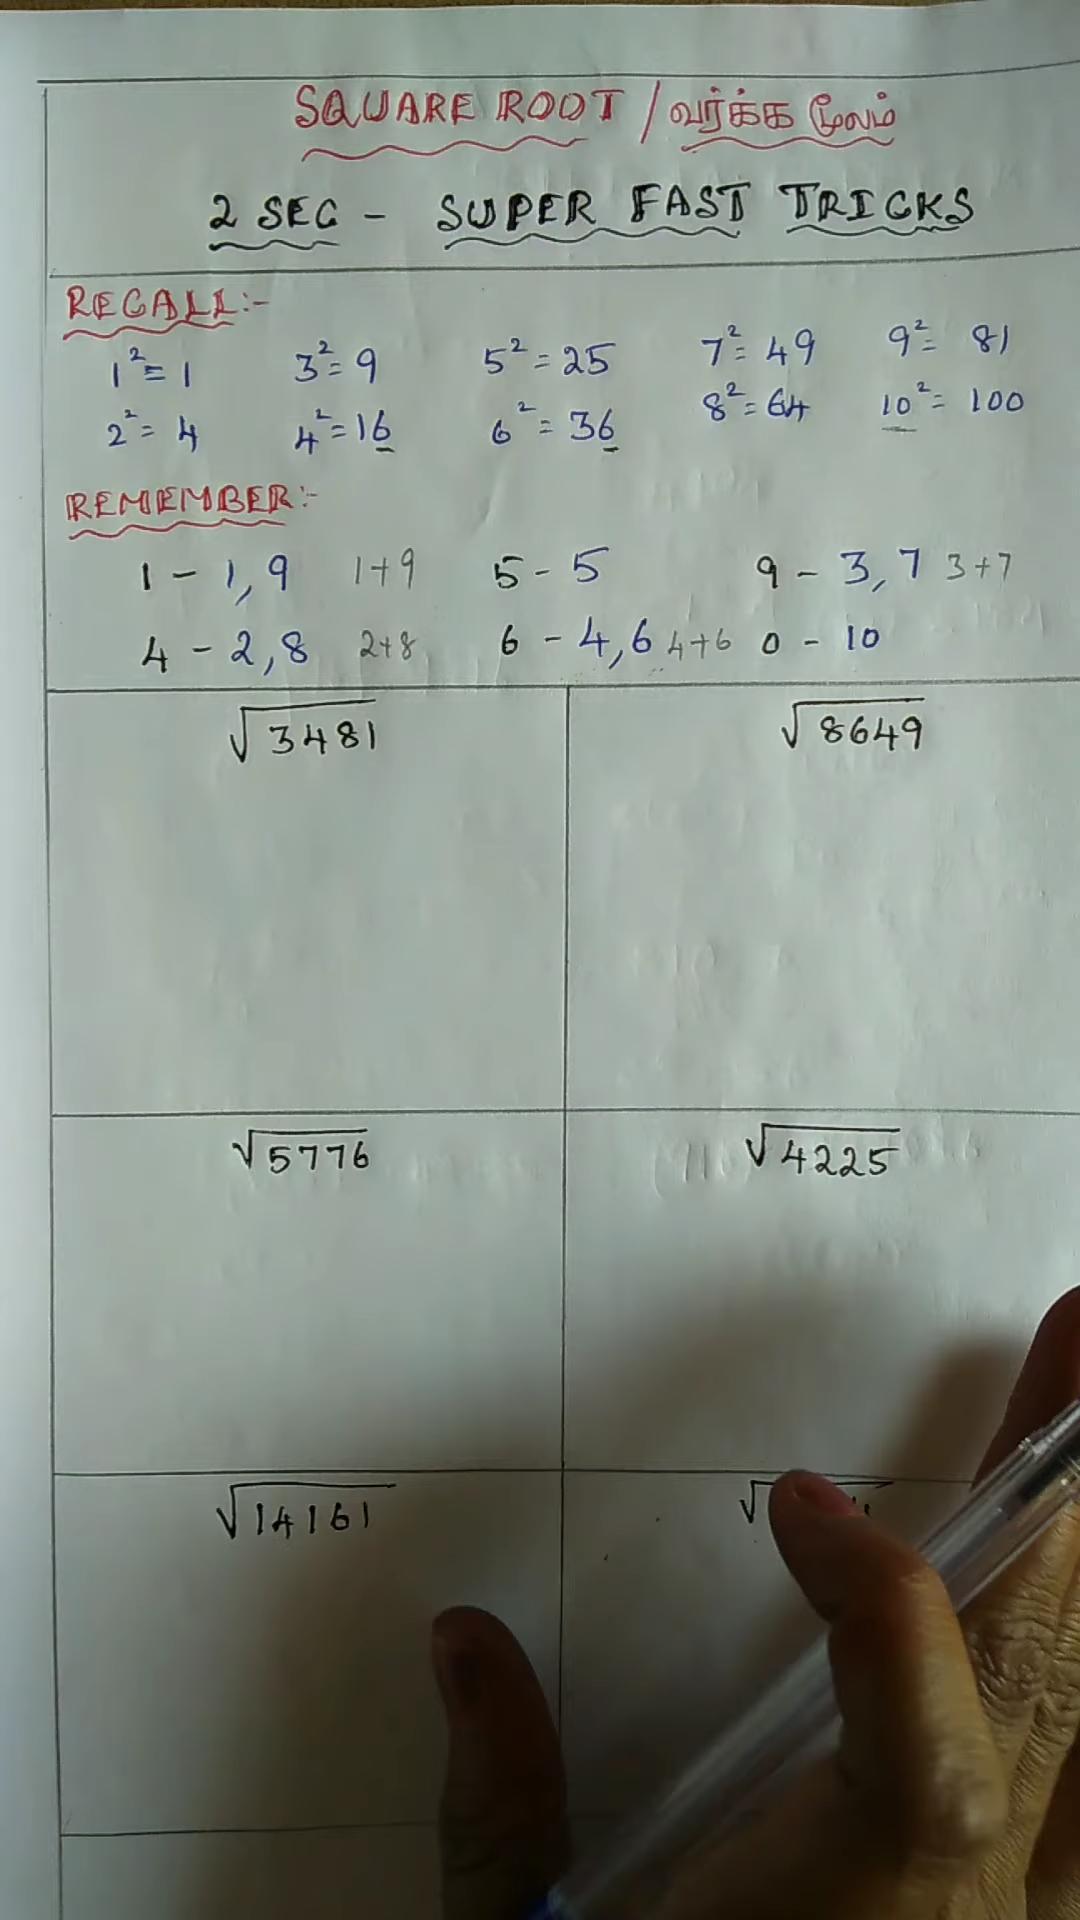 SQUARE ROOT / வர்க்க மூலம்
2 SEC - SUPER FAST TRICKS
RECALL:-
1²=1 3²=9 5²=25 7²=49 9²= 81
2²=4 4²=16 6²=36 8²=64 10²=100
REMEMBER:-
1 - 1, 9 1+9 5 - 5 9 - 3, 7 3+7
4 - 2, 8 2+8 6 - 4, 6 4+6 0 - 10
√3481 √8649
√5776 √4225
√14161